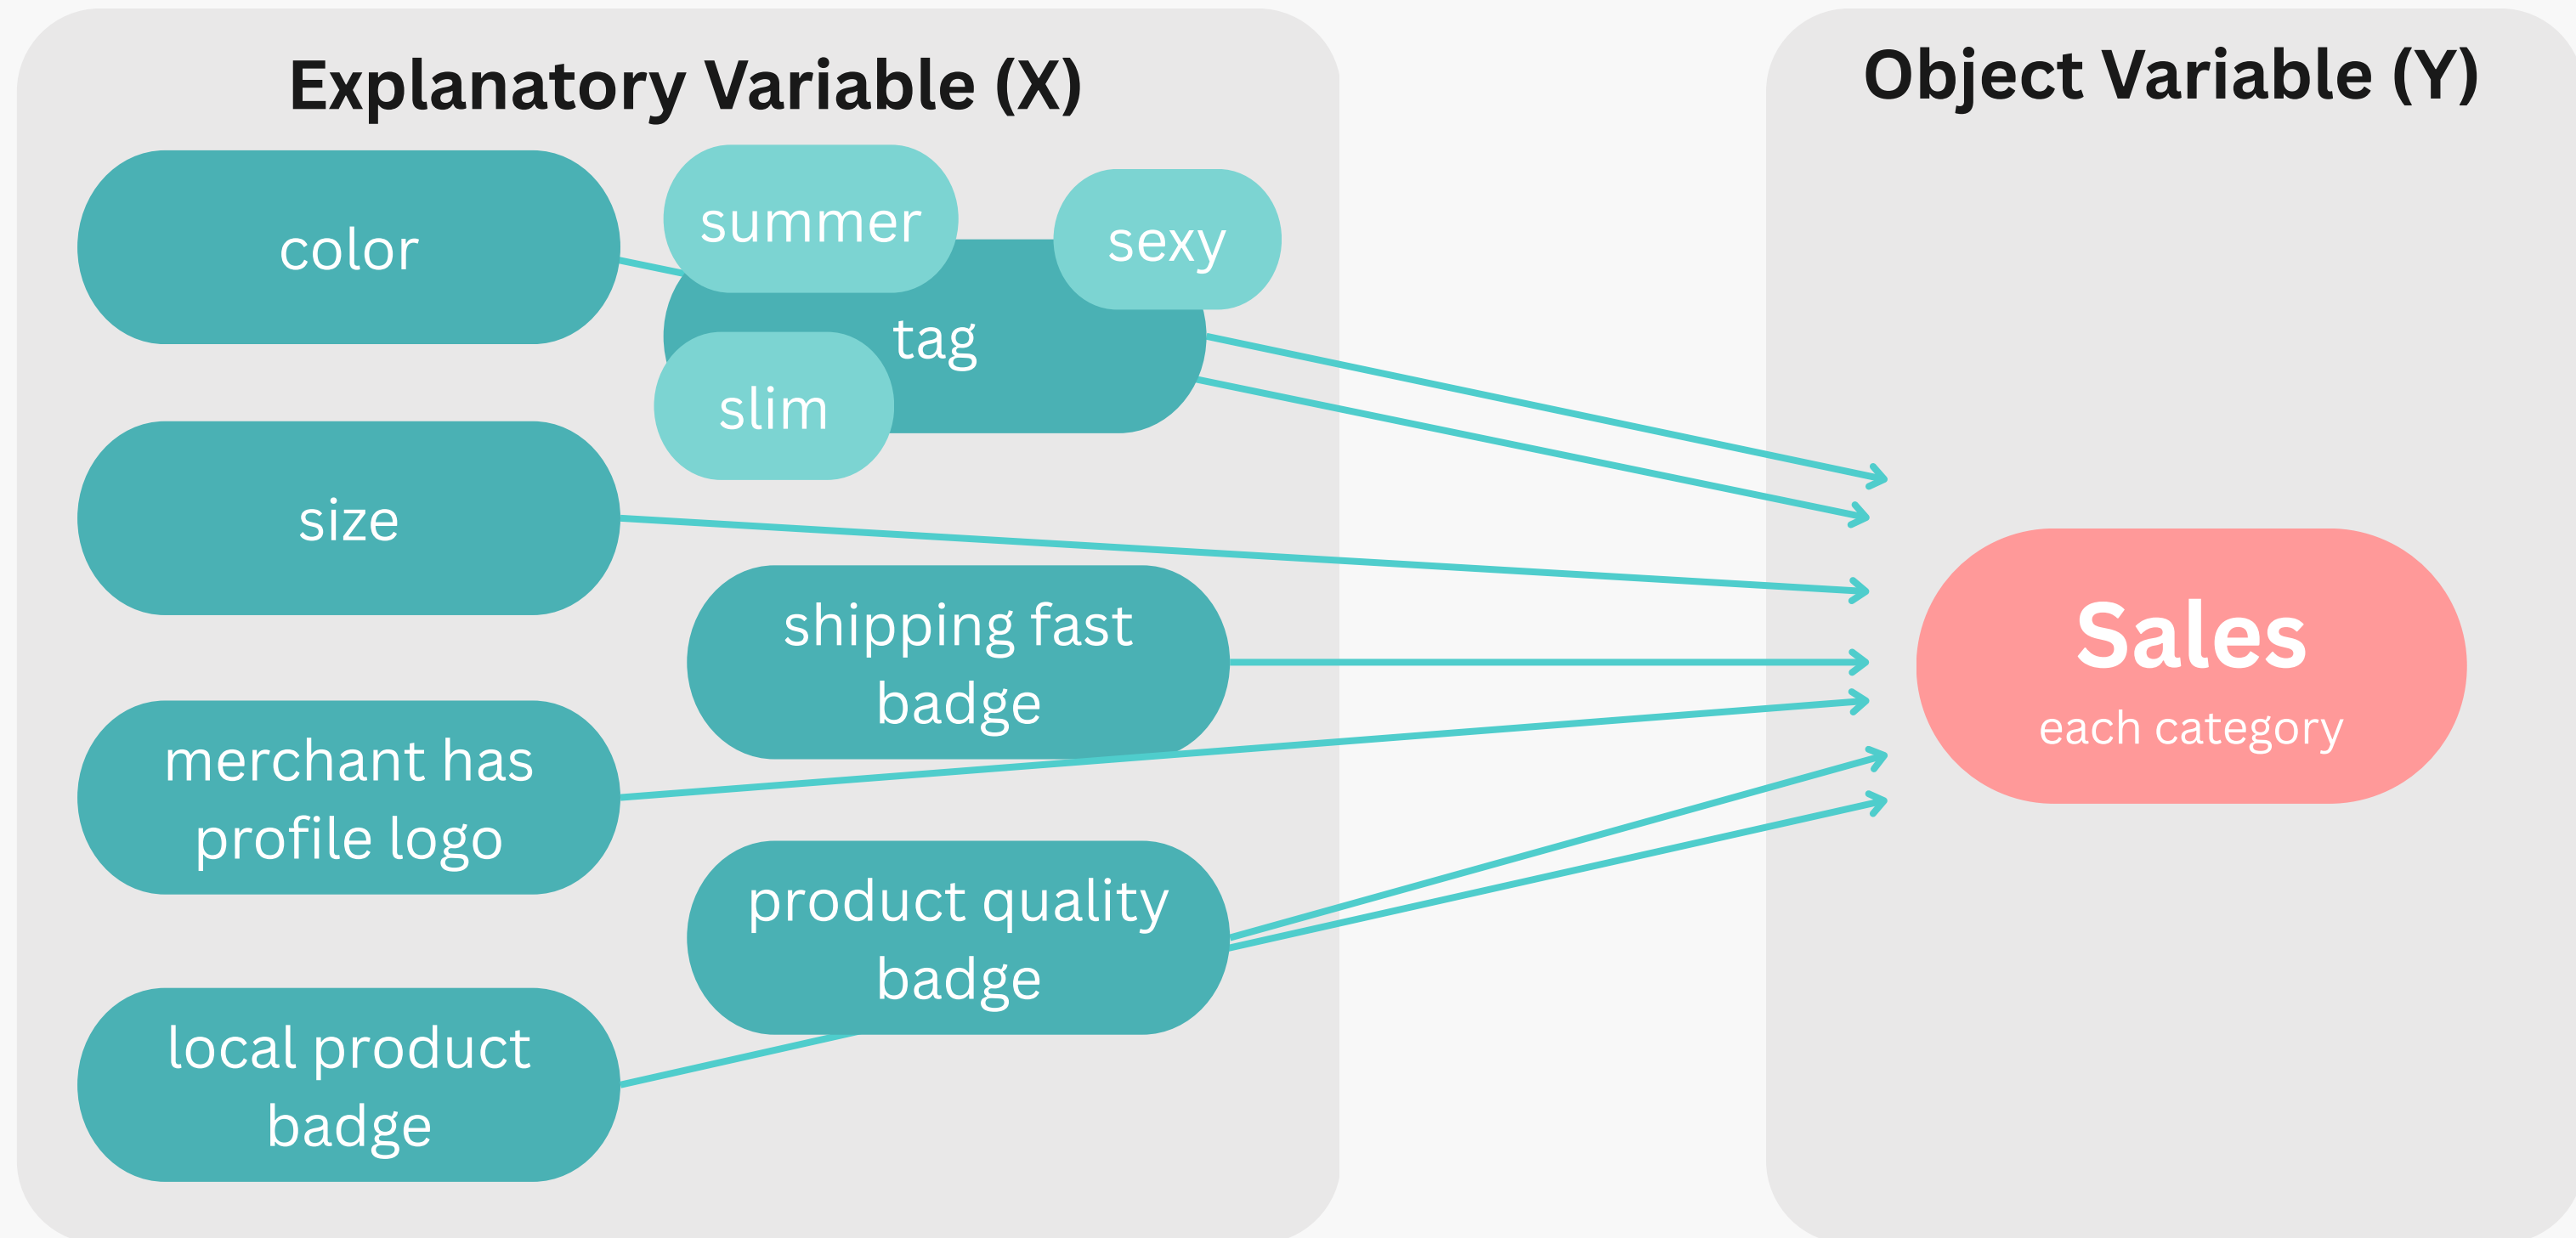 Explanatory Variable (X)
Object Variable (Y)
color
summer
sexy
tag
slim
size
shipping fast
badge
merchant has
profile logo
product quality
badge
local product
badge
Sales
each category